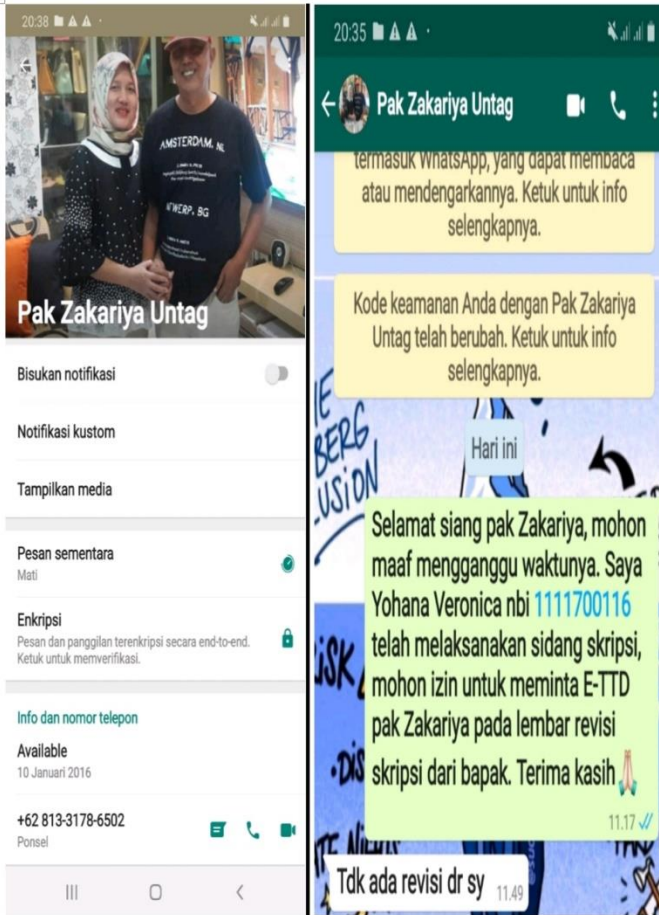 20:38
AMSTERDAM, NL
TWERP, BG
Pak Zakariya Untag
Bisukan notifikasi
Notifikasi kustom
Tampilkan media
Pesan sementara
Mati
Enkripsi
Pesan dan panggilan terenkripsi secara end-to-end.
Ketuk untuk memverifikasi.
Info dan nomor telepon
Available
10 Januari 2016
+62 813-3178-6502
Ponsel
20:35
Pak Zakariya Untag
termasuk WhatsApp, yang dapat membaca
atau mendengarkannya. Ketuk untuk info
selengkapnya.
Kode keamanan Anda dengan Pak Zakariya
Untag telah berubah. Ketuk untuk info
selengkapnya.
BERG
USION
Hari ini
Selamat siang pak Zakariya, mohon
maaf mengganggu waktunya. Saya
Yohana Veronica nbi 1111700116
telah melaksanakan sidang skripsi,
mohon izin untuk meminta E-TTD
pak Zakariya pada lembar revisi
skripsi dari bapak. Terima kasih🙏🏻
11.17
ISK
Tdk ada revisi dr sy 11.49